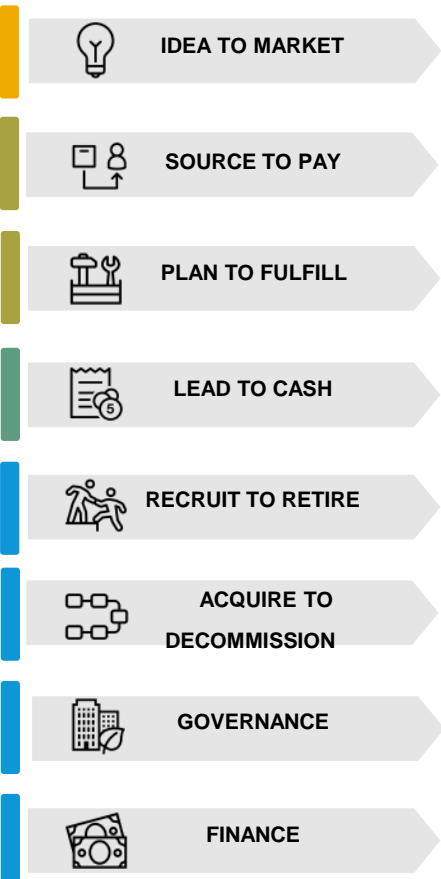 IDEA TO MARKET
SOURCE TO PAY
PLAN TO FULFILL
LEAD TO CASH
5
RECRUIT TO RETIRE
ACQUIRE TO
DECOMMISSION
GOVERNANCE
FINANCE